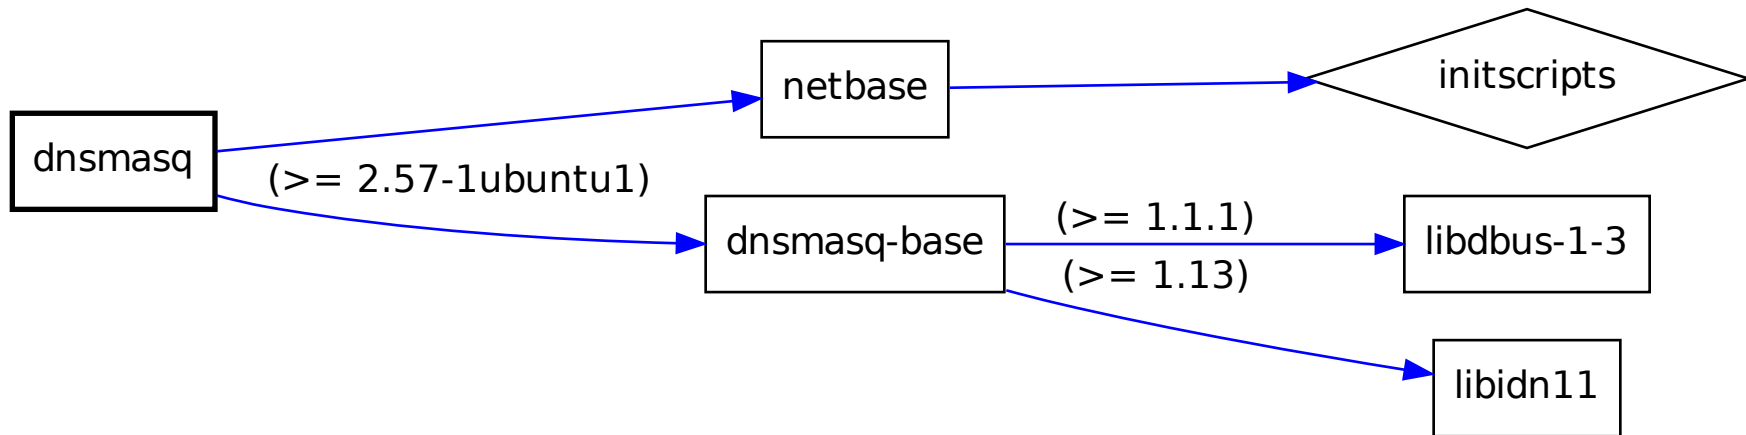 netbase
initscripts
dnsmasq
(>= 2.57-1ubuntu1)
dnsmasq-base
(>= 1.1.1)
libdbus-1-3
(>= 1.13)
libidn11